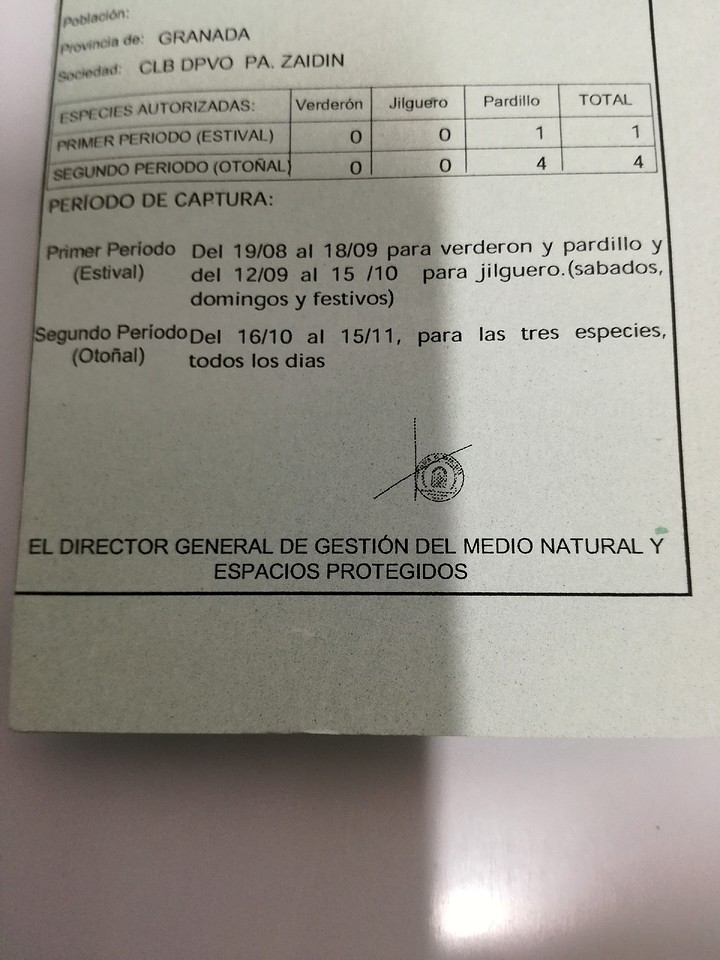 Población:
Provincia de: GRANADA
Sociedad: CLB DPVO PA. ZAIDIN
ESPECIES AUTORIZADAS: Verderón Jilguero Pardillo TOTAL
PRIMER PERIODO (ESTIVAL) 0 0 1 1
SEGUNDO PERIODO (OTOÑAL) 0 0 4 4
PERÍODO DE CAPTURA:
Primer Período Del 19/08 al 18/09 para verderon y pardillo y
(Estival) del 12/09 al 15 /10 para jilguero.(sabados,
domingos y festivos)
Segundo Período Del 16/10 al 15/11, para las tres especies,
(Otoñal) todos los dias
EL DIRECTOR GENERAL DE GESTIÓN DEL MEDIO NATURAL Y
ESPACIOS PROTEGIDOS